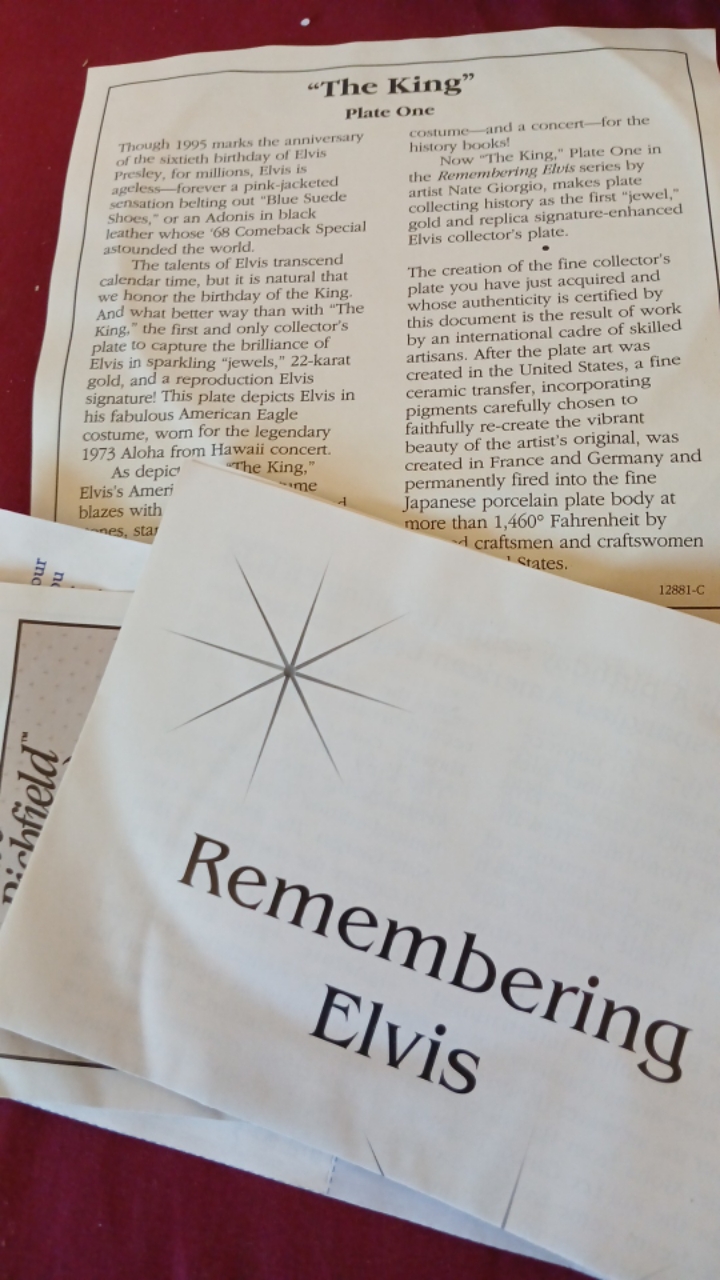 “The King”
Plate One
Though 1995 marks the anniversary
of the sixtieth birthday of Elvis
Presley, for millions, Elvis is
ageless—forever a pink-jacketed
sensation belting out “Blue Suede
Shoes,” or an Adonis in black
leather whose ’68 Comeback Special
astounded the world.
The talents of Elvis transcend
calendar time, but it is natural that
we honor the birthday of the King.
And what better way than with “The
King,” the first and only collector’s
plate to capture the brilliance of
Elvis in sparkling “jewels,” 22-karat
gold, and a reproduction Elvis
signature! This plate depicts Elvis in
his fabulous American Eagle
costume, worn for the legendary
1973 Aloha from Hawaii concert.
As “The King,”
Elvis’s
blazes with
costume—and a concert—for the
history books!
Now “The King,” Plate One in
the Remembering Elvis series by
artist Nate Giorgio, makes plate
collecting history as the first “jewel,”
gold and replica signature-enhanced
Elvis collector’s plate.
•
The creation of the fine collector’s
plate you have just acquired and
whose authenticity is certified by
this document is the result of work
by an international cadre of skilled
artisans. After the plate art was
created in the United States, a fine
ceramic transfer, incorporating
pigments carefully chosen to
faithfully re-create the vibrant
beauty of the artist’s original, was
created in France and Germany and
permanently fired into the fine
Japanese porcelain plate body at
more than 1,460° Fahrenheit by
craftsmen and craftswomen
States.
12881-C
Remembering
Elvis